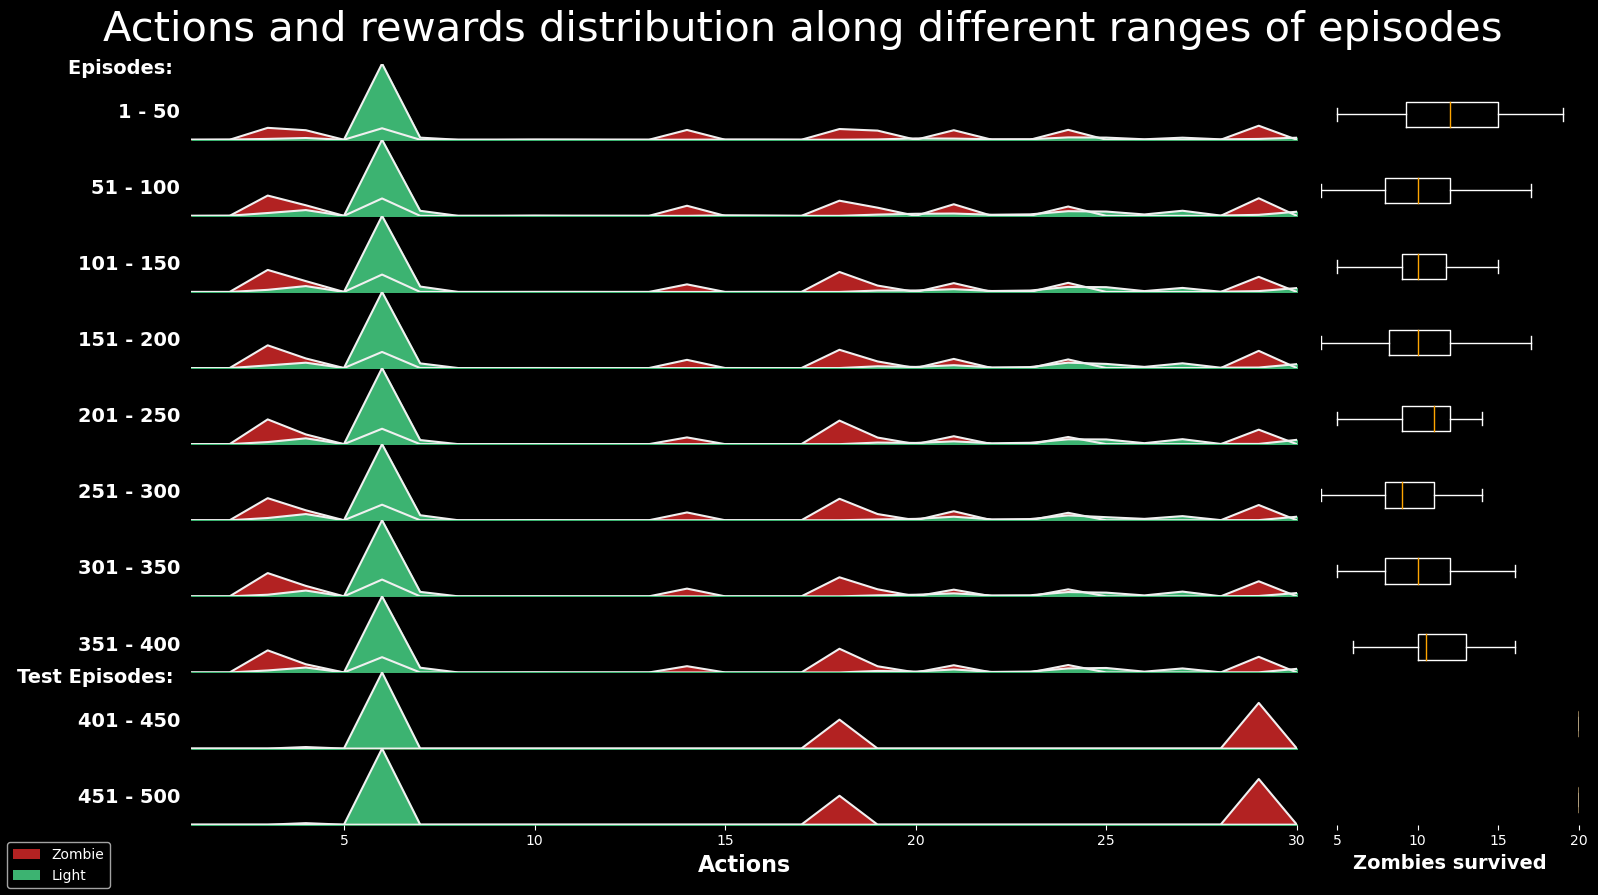 Actions and rewards distribution along different ranges of episodes
Episodes:
1 - 50
51 - 100
101 - 150
151 - 200
201 - 250
251 - 300
301 - 350
351 - 400
Test Episodes:
401 - 450
451 - 500
5 10 15 20 25 30 5 10 15 20
Actions
Zombies survived
Zombie
Light